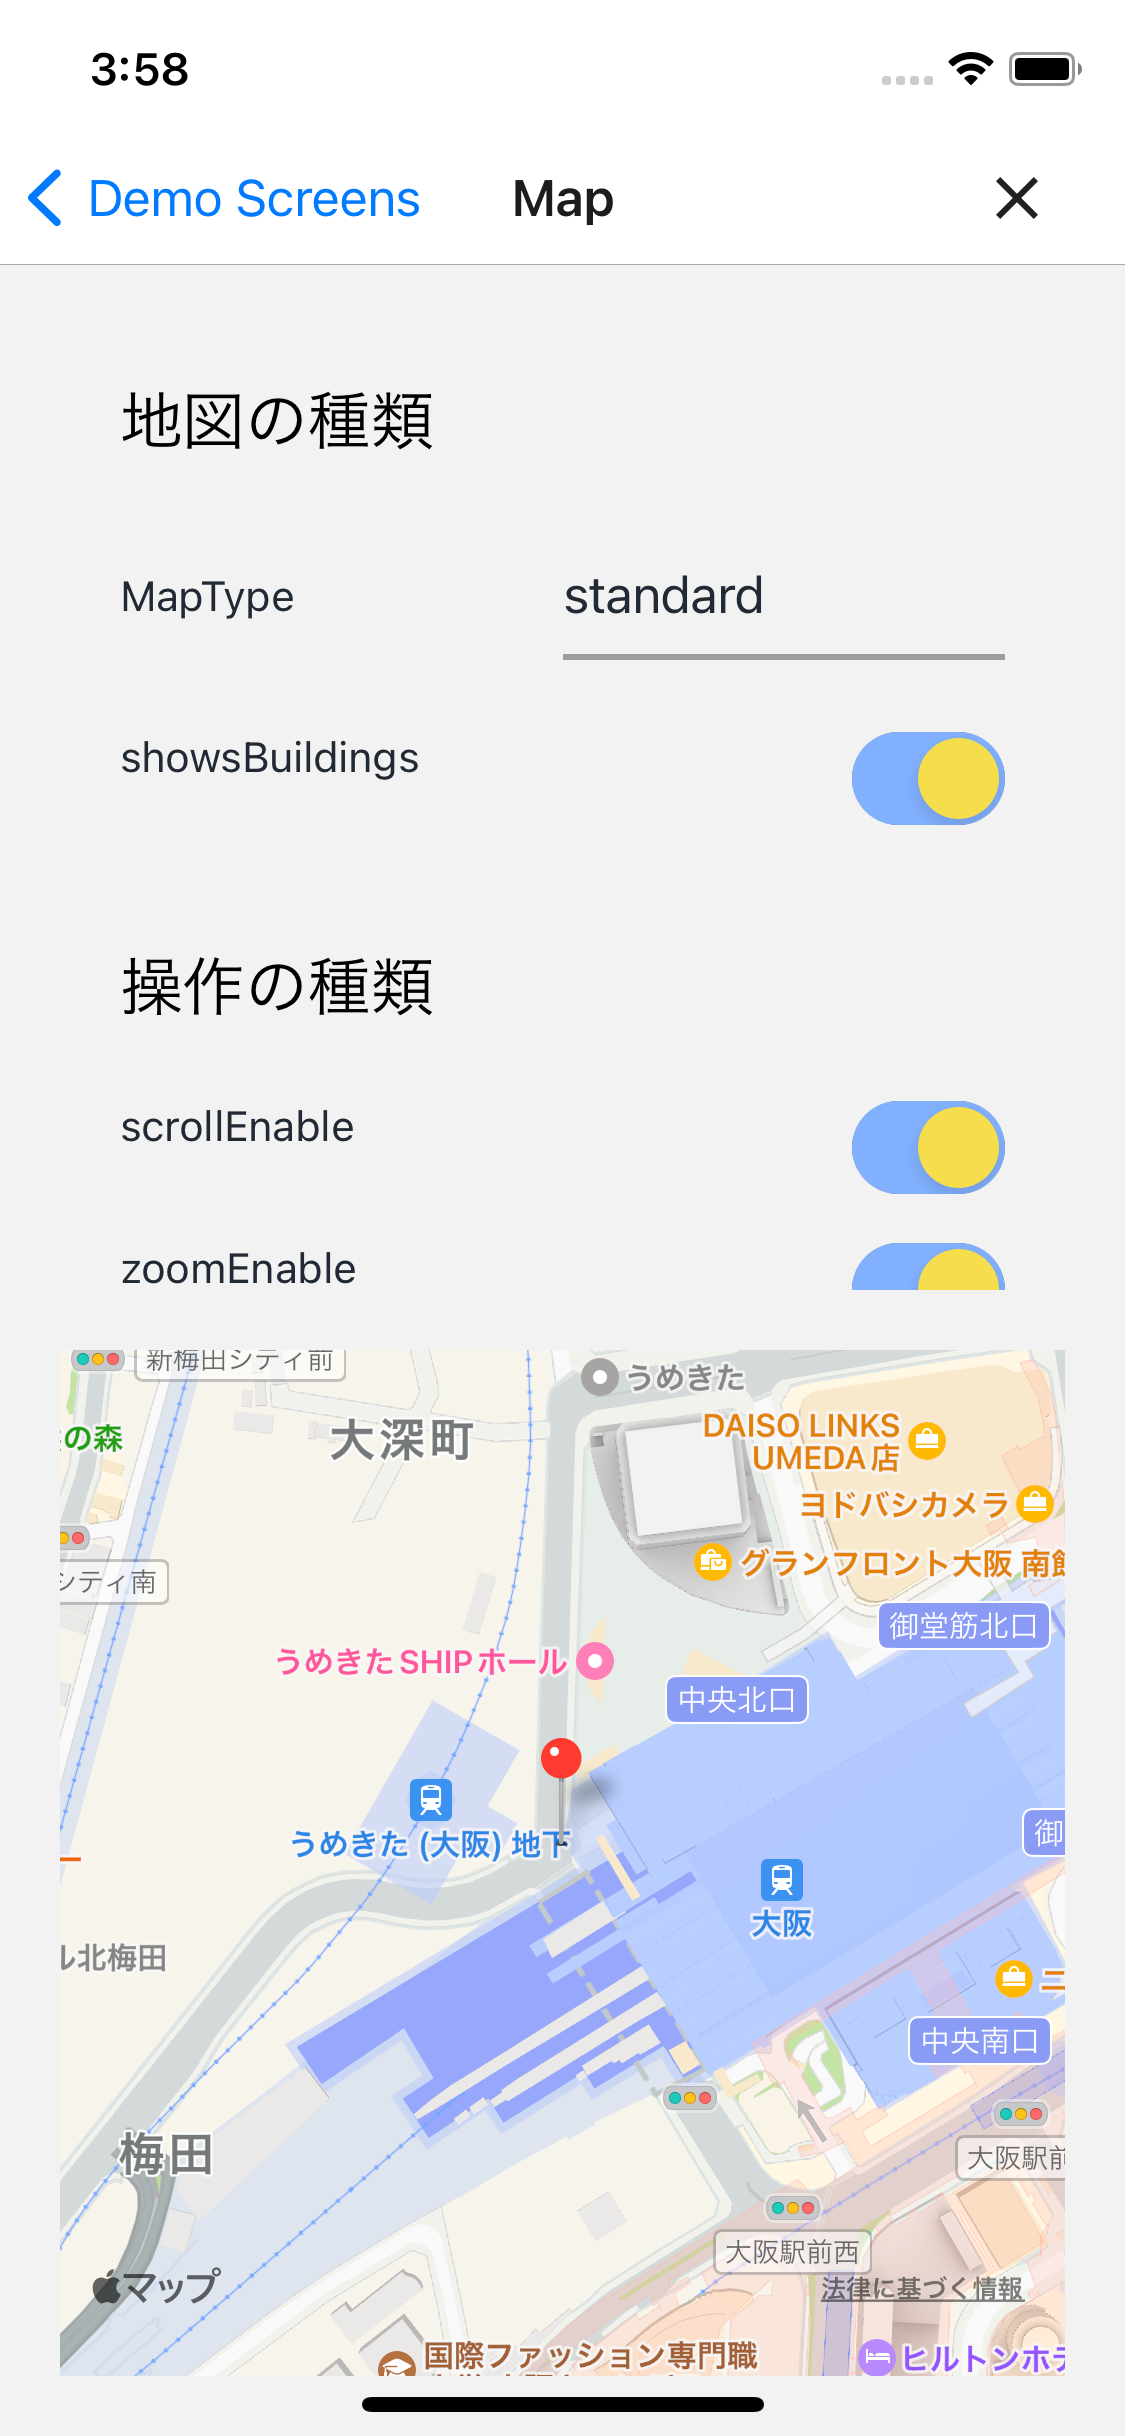 3:58
Demo Screens
Map
地図の種類
MapType
standard
showsBuildings
操作の種類
scrollEnable
zoomEnable
新梅田シティ前
うめきた
大深町
DAISO LINKS
UMEDA店
の森
ヨドバシカメラ
グランフロント大阪 南館
シティ南
御堂筋北口
うめきたSHIPホール
中央北口
うめきた (大阪) 地下
御
大阪
ル北梅田
中央南口
梅田
大阪駅前
大阪駅前西
マップ
法律に基づく情報
国際ファッション専門職
ヒルトンホテ